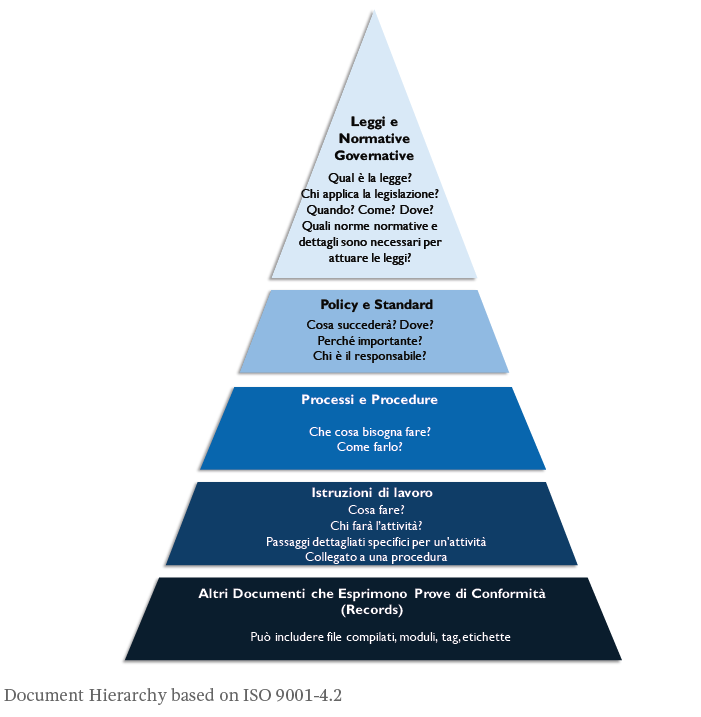 Leggi e
Normative
Governative
Qual è la legge?
Chi applica la legislazione?
Quando? Come? Dove?
Quali norme normative e
dettagli sono necessari per
attuare le leggi?
Policy e Standard
Cosa succederà? Dove?
Perché importante?
Chi è il responsabile?
Processi e Procedure
Che cosa bisogna fare?
Come farlo?
Istruzioni di lavoro
Cosa fare?
Chi farà l'attività?
Passaggi dettagliati specifici per un'attività
Collegato a una procedura
Altri Documenti che Esprimono Prove di Conformità
(Records)
Può includere file compilati, moduli, tag, etichette
Document Hierarchy based on ISO 9001-4.2